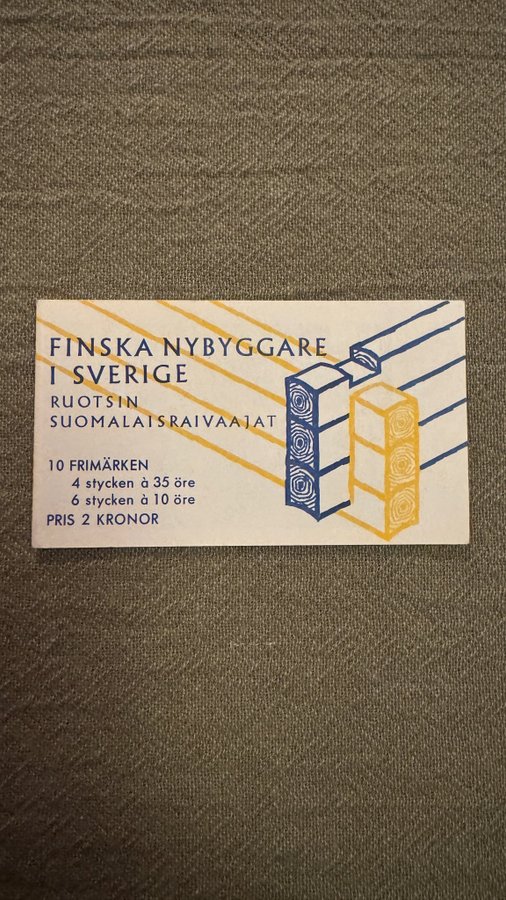 FINSKA NYBYGGARE
I SVERIGE
RUOTSIN
SUOMALAISRAIVAAJAT
10 FRIMÄRKEN
4 stycken à 35 öre
6 stycken à 10 öre
PRIS 2 KRONOR